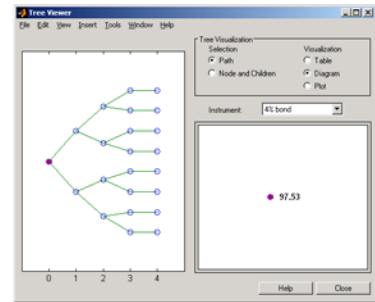 Tree Viewer
File Edit View Insert Tools Window Help
Tree Visualization
Selection Visualization
Path Table
Node and Children Diagram
Plot
Instrument: 4% bond
97.53
0 1 2 3 4
Help Close